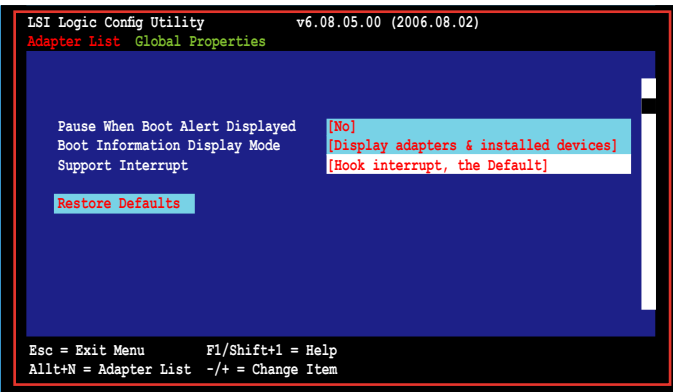 LSI Logic Config Utility v6.08.05.00 (2006.08.02)
Adapter List Global Properties
Pause When Boot Alert Displayed [No]
Boot Information Display Mode [Display adapters & installed devices]
Support Interrupt [Hook interrupt, the Default]
Restore Defaults
Esc = Exit Menu F1/Shift+1 = Help
Allt+N = Adapter List -/+ = Change Item